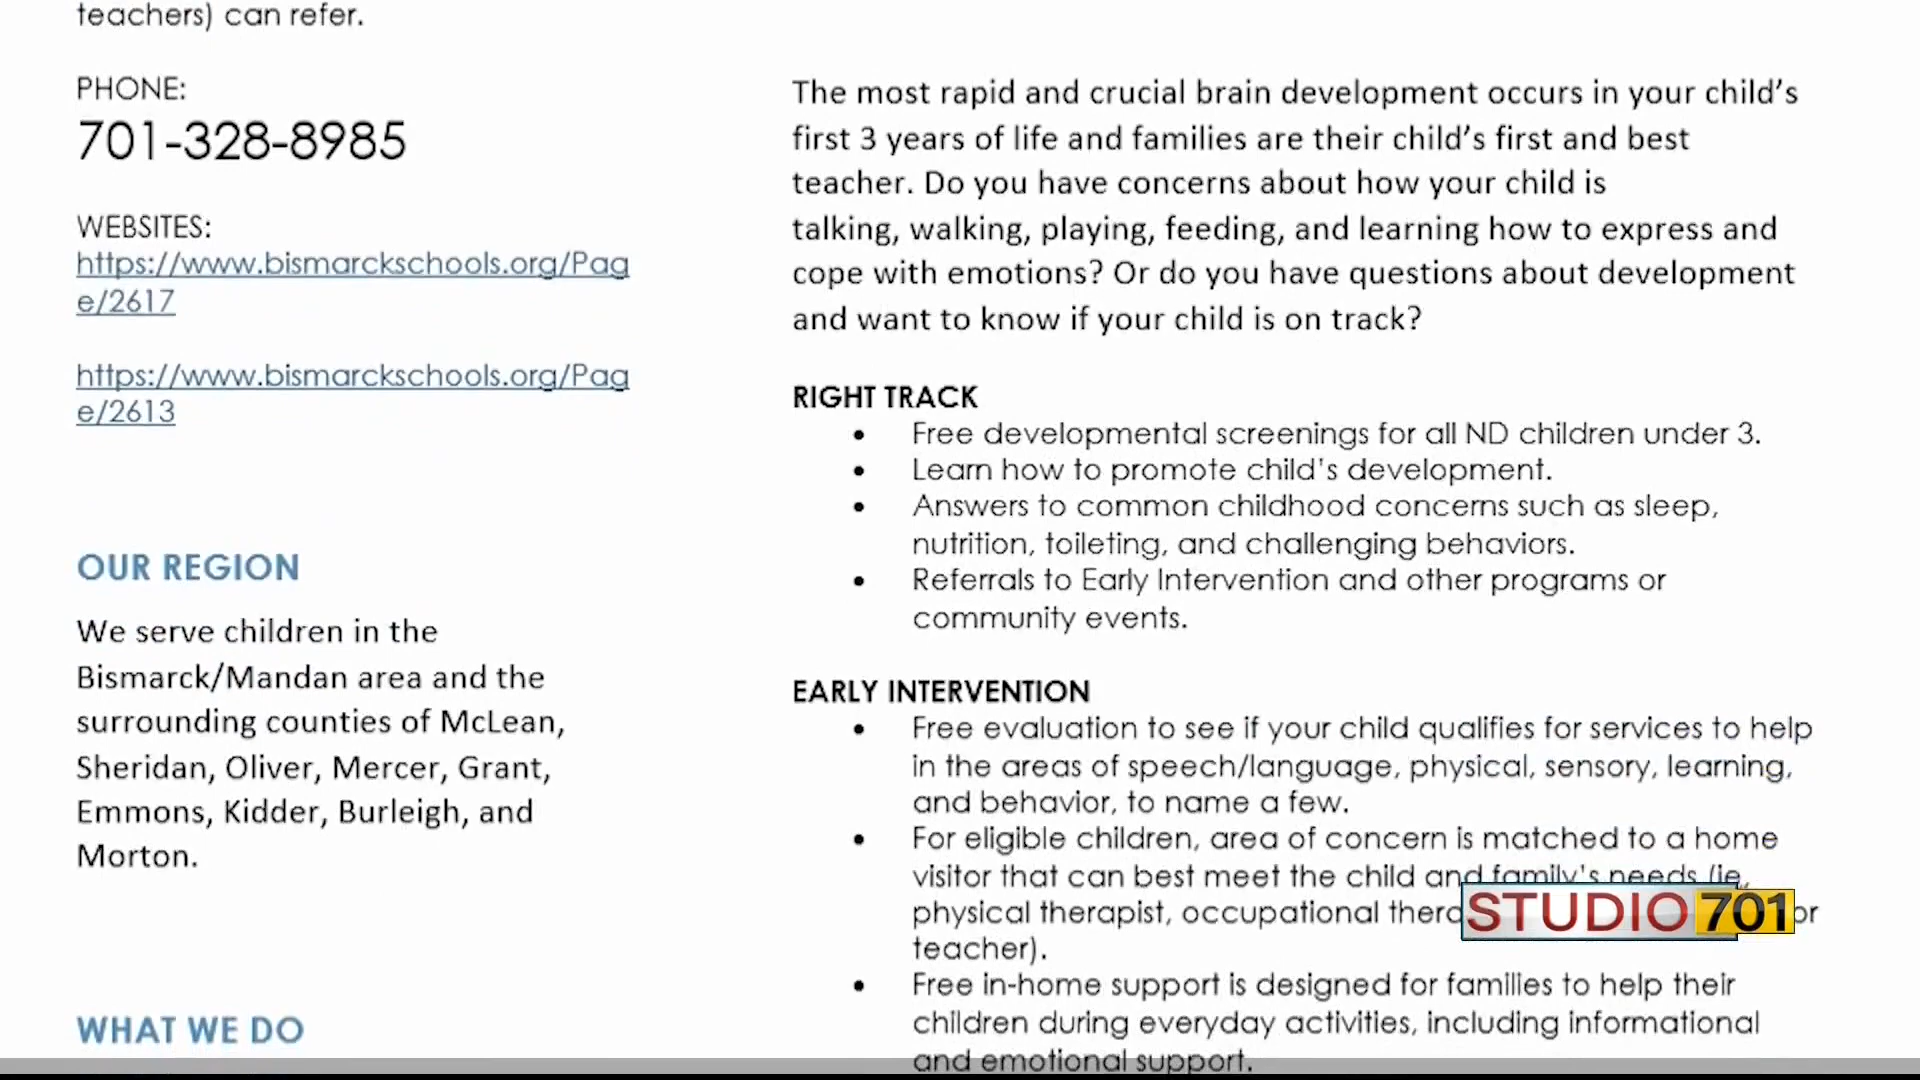 teachers) can refer.
PHONE:
701-328-8985
WEBSITES:
https://www.bismarckschools.org/Pag
e/2617
https://www.bismarckschools.org/Pag
e/2613
OUR REGION
We serve children in the
Bismarck/Mandan area and the
surrounding counties of McLean,
Sheridan, Oliver, Mercer, Grant,
Emmons, Kidder, Burleigh, and
Morton.
WHAT WE DO
The most rapid and crucial brain development occurs in your child’s
first 3 years of life and families are their child’s first and best
teacher. Do you have concerns about how your child is
talking, walking, playing, feeding, and learning how to express and
cope with emotions? Or do you have questions about development
and want to know if your child is on track?
RIGHT TRACK
• Free developmental screenings for all ND children under 3.
• Learn how to promote child's development.
• Answers to common childhood concerns such as sleep,
nutrition, toileting, and challenging behaviors.
• Referrals to Early Intervention and other programs or
community events.
EARLY INTERVENTION
• Free evaluation to see if your child qualifies for services to help
in the areas of speech/language, physical, sensory, learning,
and behavior, to name a few.
• For eligible children, area of concern is matched to a home
visitor that can best meet the child and family's needs (ie,
physical therapist, occupational or
teacher).
• Free in-home support is designed for families to help their
children during everyday activities, including informational
and emotional support.
STUDIO 701